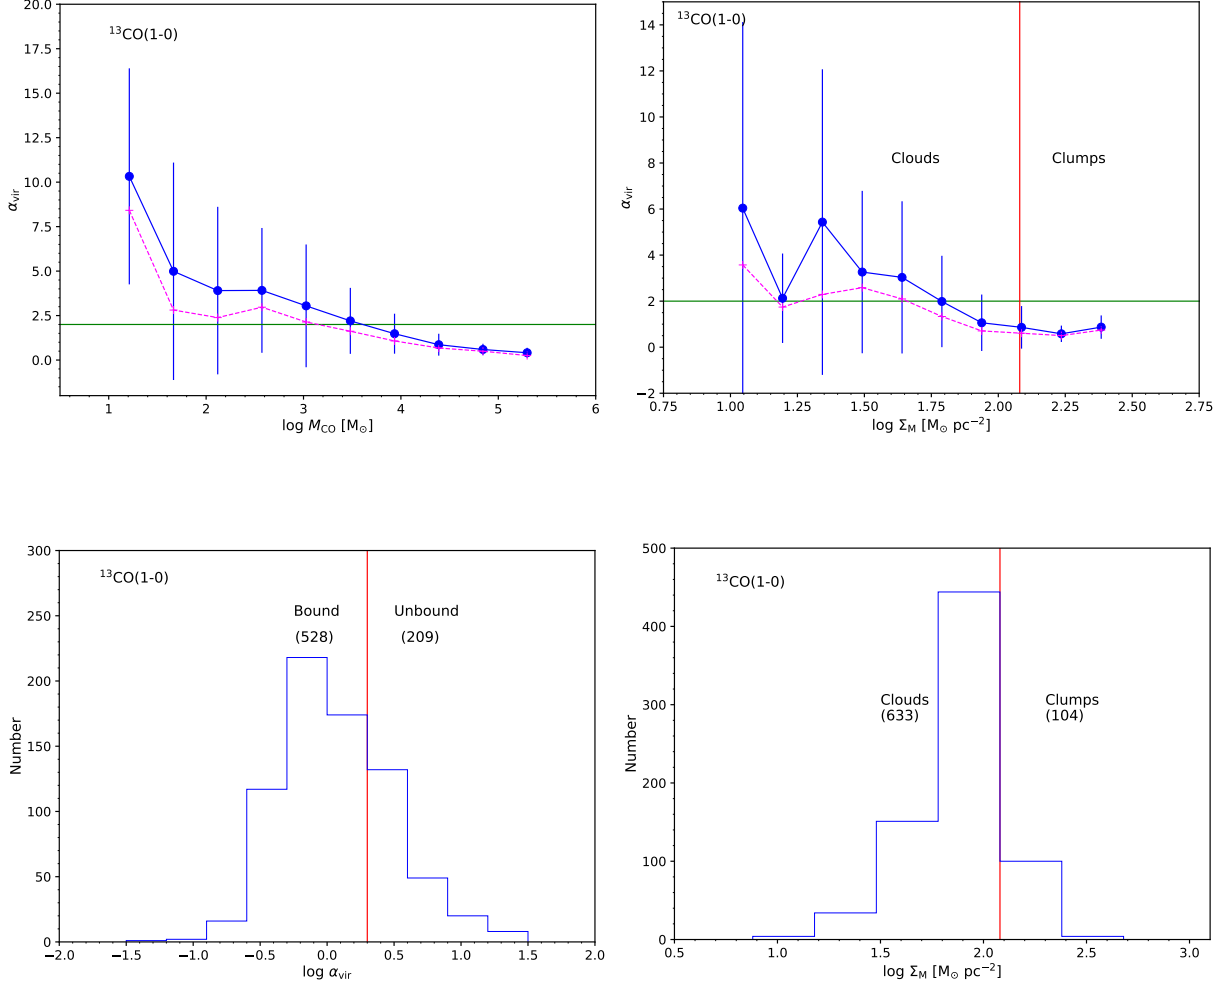 20.0
17.5
15.0
12.5
10.0
7.5
5.0
2.5
0.0
α_vir
¹³CO(1-0)
1 2 3 4 5 6
log M_CO [M_⊙]
14
12
10
8
6
4
2
0
−2
α_vir
¹³CO(1-0)
Clouds Clumps
0.75 1.00 1.25 1.50 1.75 2.00 2.25 2.50 2.75
log Σ_M [M_⊙ pc⁻²]
300
250
200
150
100
50
0
Number
¹³CO(1-0)
Bound Unbound
(528) (209)
−2.0 −1.5 −1.0 −0.5 0.0 0.5 1.0 1.5 2.0
log α_vir
500
400
300
200
100
0
Number
¹³CO(1-0)
Clouds Clumps
(633) (104)
0.5 1.0 1.5 2.0 2.5 3.0
log Σ_M [M_⊙ pc⁻²]